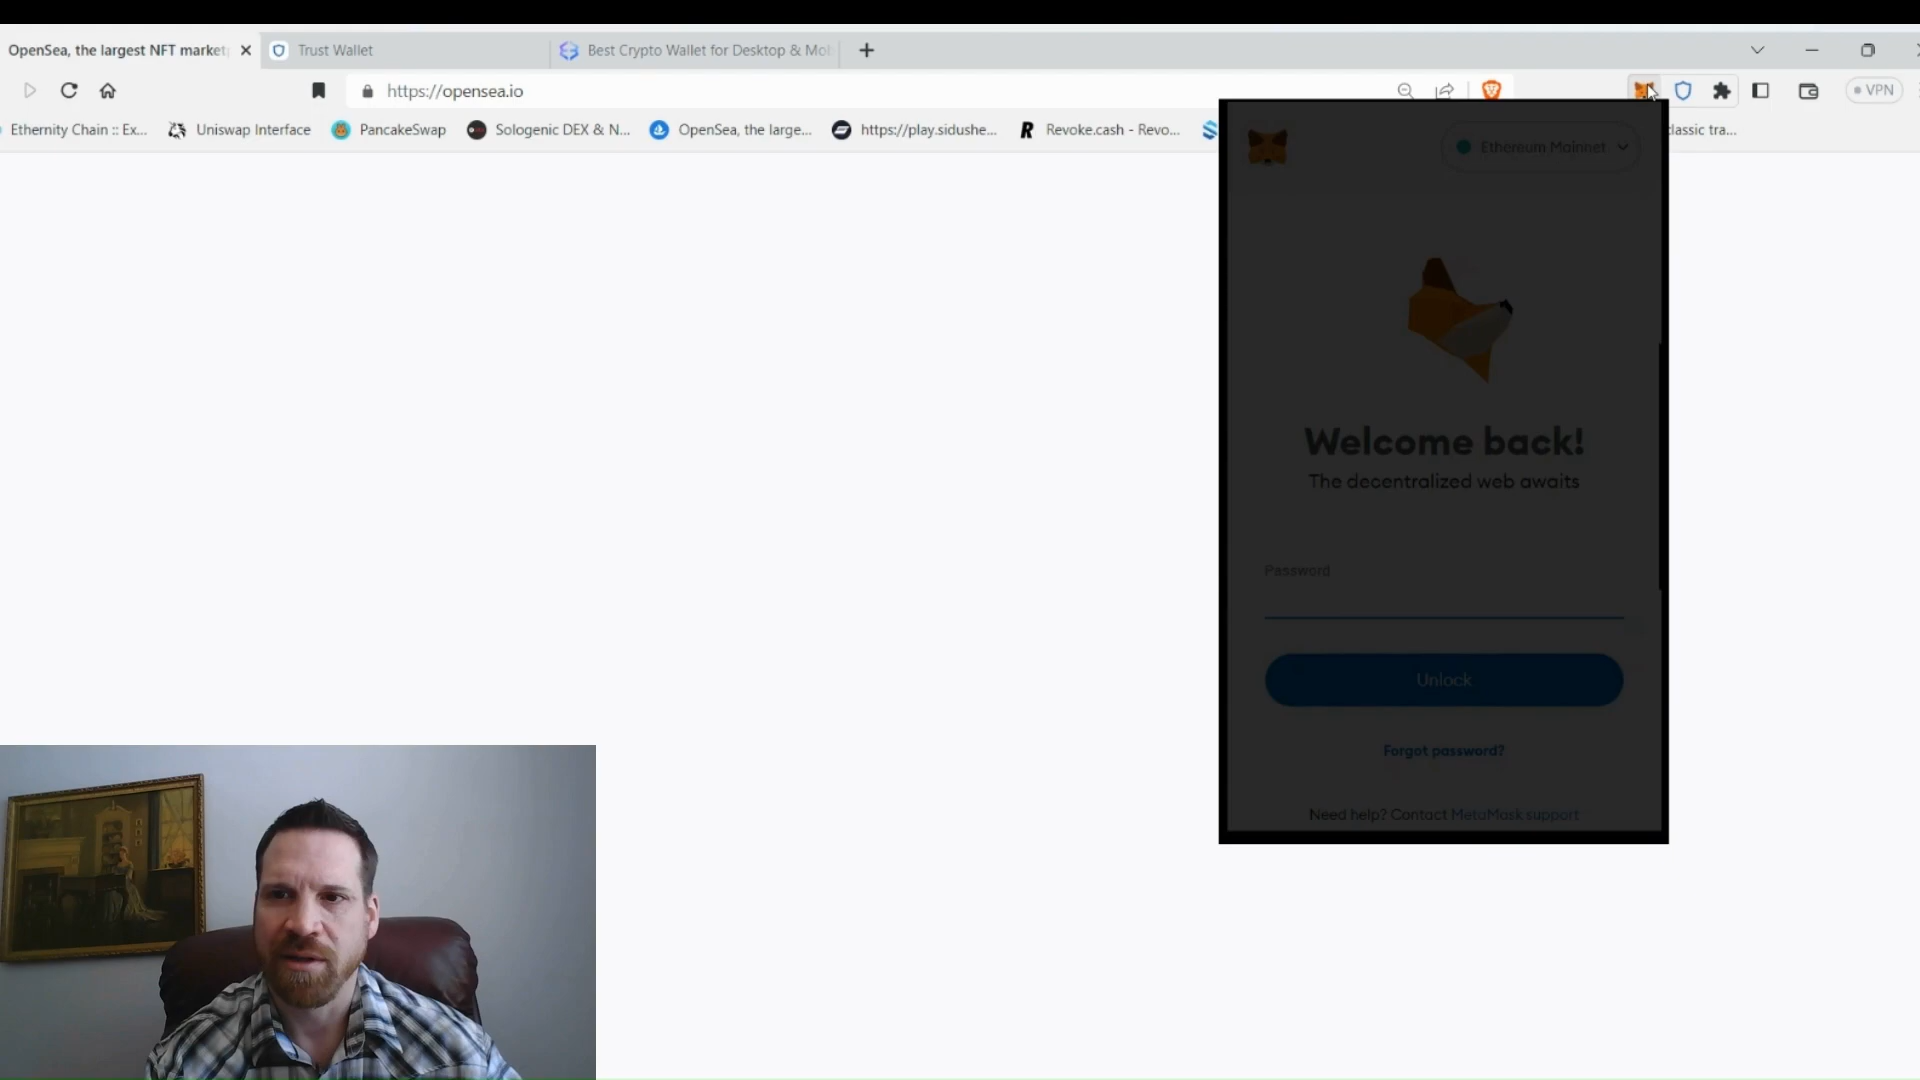 OpenSea, the largest NFT market
Trust Wallet
Best Crypto Wallet for Desktop & Mo
https://opensea.io
VPN
Ethernity Chain :: Ex...
Uniswap Interface
PancakeSwap
Sologenic DEX & N...
OpenSea, the large...
https://play.sidushe...
Revoke.cash - Revo...
classic tra...
Ethereum Mainnet
Welcome back!
The decentralized web awaits
Password
Unlock
Forgot password?
Need help? Contact MetaMask support